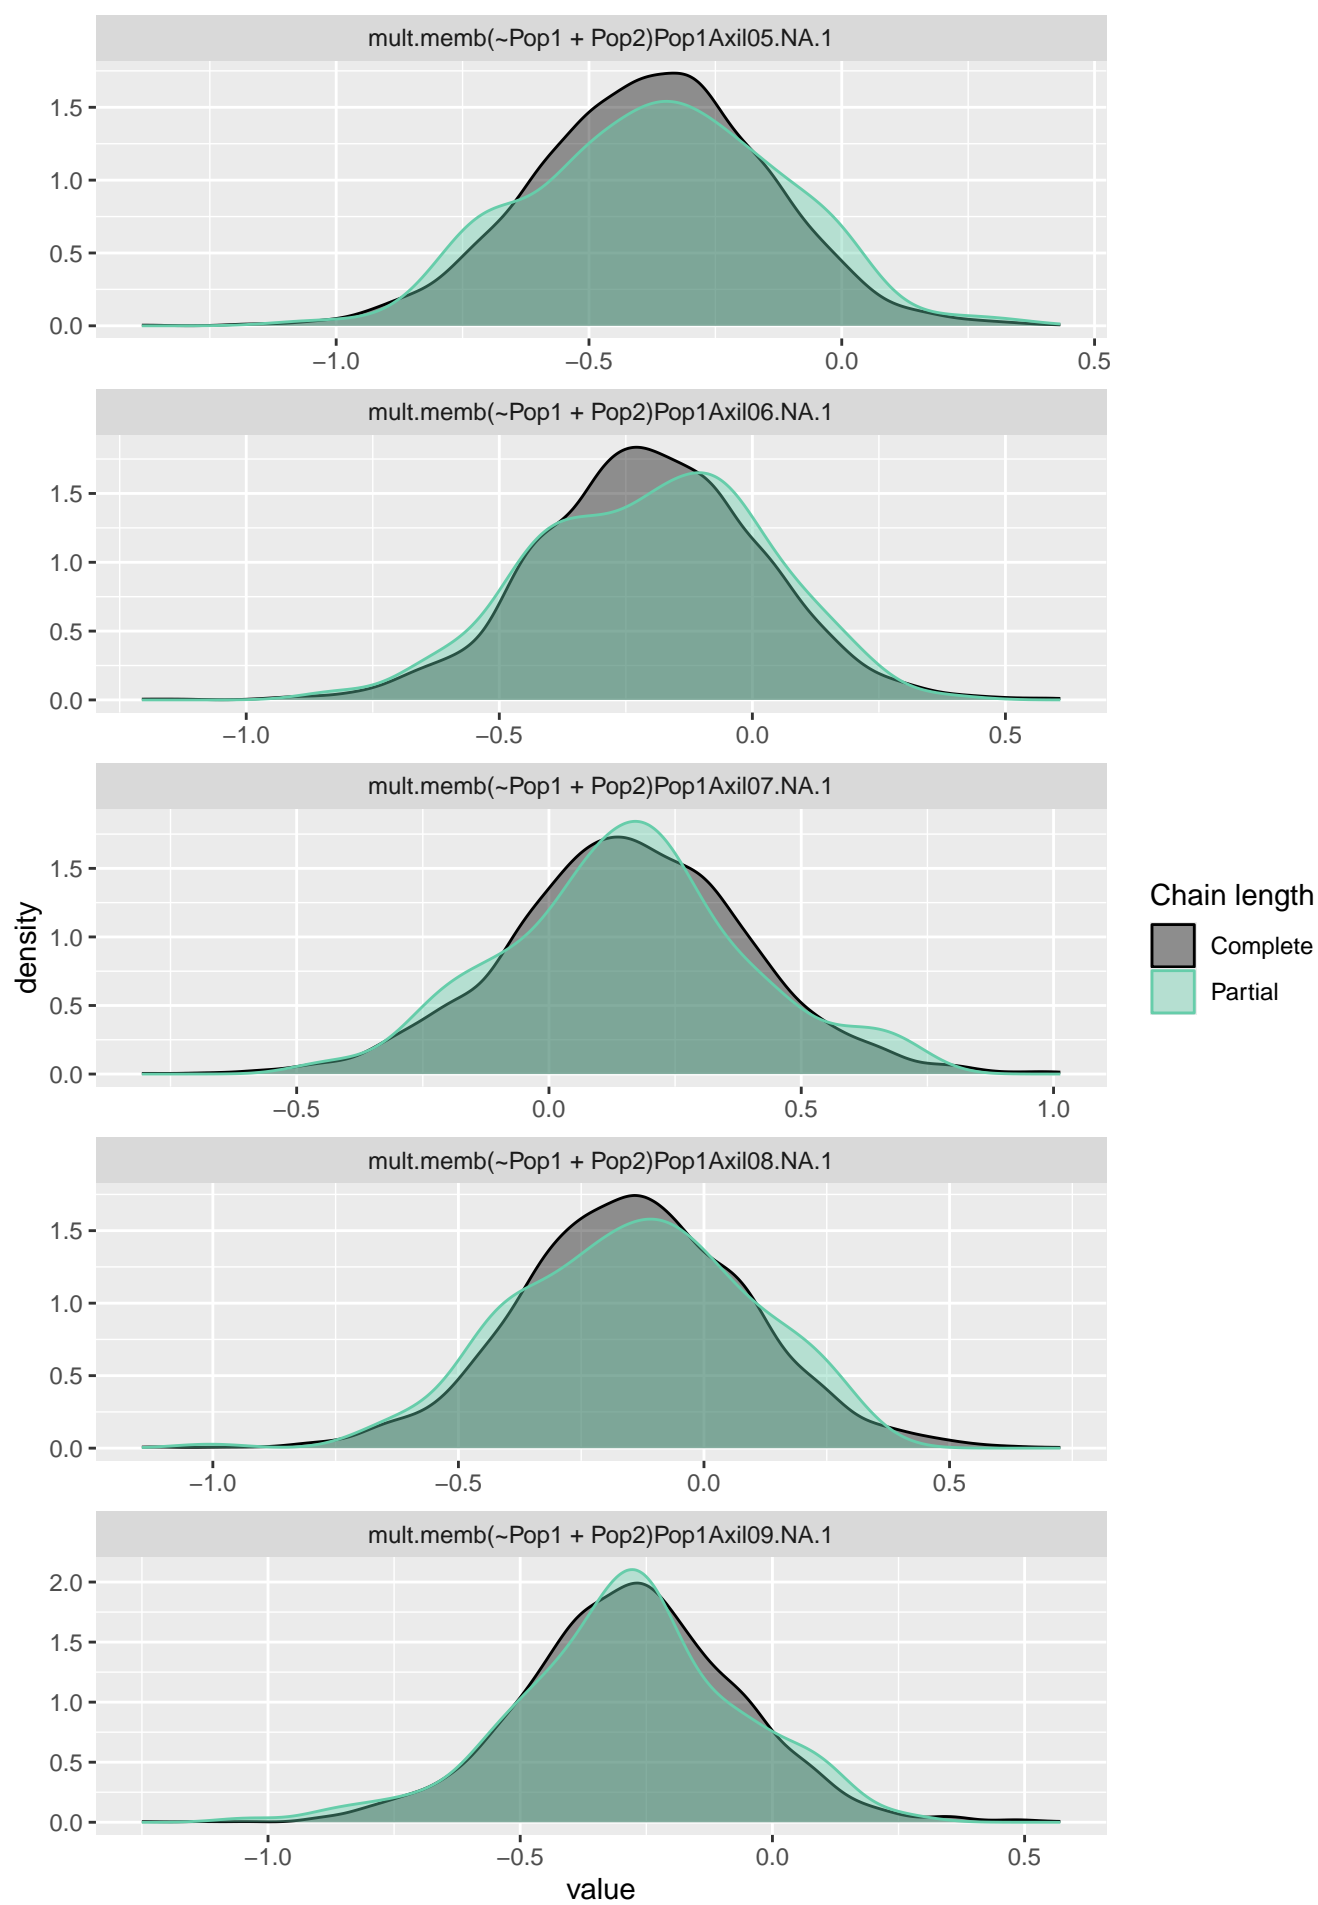 mult.memb(~Pop1 + Pop2)Pop1Axil05.NA.1
1.5
1.0
0.5
0.0
−1.0 −0.5 0.0 0.5
mult.memb(~Pop1 + Pop2)Pop1Axil06.NA.1
1.5
1.0
0.5
0.0
−1.0 −0.5 0.0 0.5
mult.memb(~Pop1 + Pop2)Pop1Axil07.NA.1
1.5
1.0
0.5
0.0
−0.5 0.0 0.5 1.0
mult.memb(~Pop1 + Pop2)Pop1Axil08.NA.1
1.5
1.0
0.5
0.0
−1.0 −0.5 0.0 0.5
mult.memb(~Pop1 + Pop2)Pop1Axil09.NA.1
2.0
1.5
1.0
0.5
0.0
−1.0 −0.5 0.0 0.5
value
density
Chain length
Complete
Partial